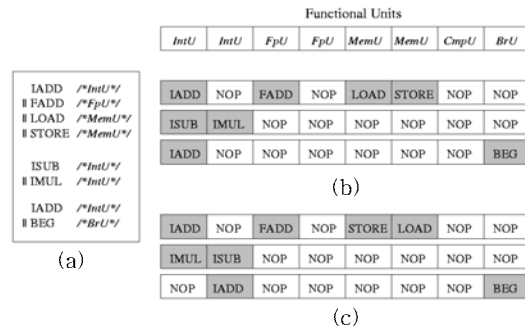 Functional Units
IntU IntU FpU FpU MemU MemU CmpU BrU
IADD /*IntU*/
|| FADD /*FpU*/
|| LOAD /*MemU*/
|| STORE /*MemU*/
ISUB /*IntU*/
|| IMUL /*IntU*/
IADD /*IntU*/
|| BEG /*BrU*/
(a)
IADD NOP FADD NOP LOAD STORE NOP NOP
ISUB IMUL NOP NOP NOP NOP NOP NOP
IADD NOP NOP NOP NOP NOP NOP BEG
(b)
IADD NOP FADD NOP STORE LOAD NOP NOP
IMUL ISUB NOP NOP NOP NOP NOP NOP
NOP IADD NOP NOP NOP NOP NOP BEG
(c)